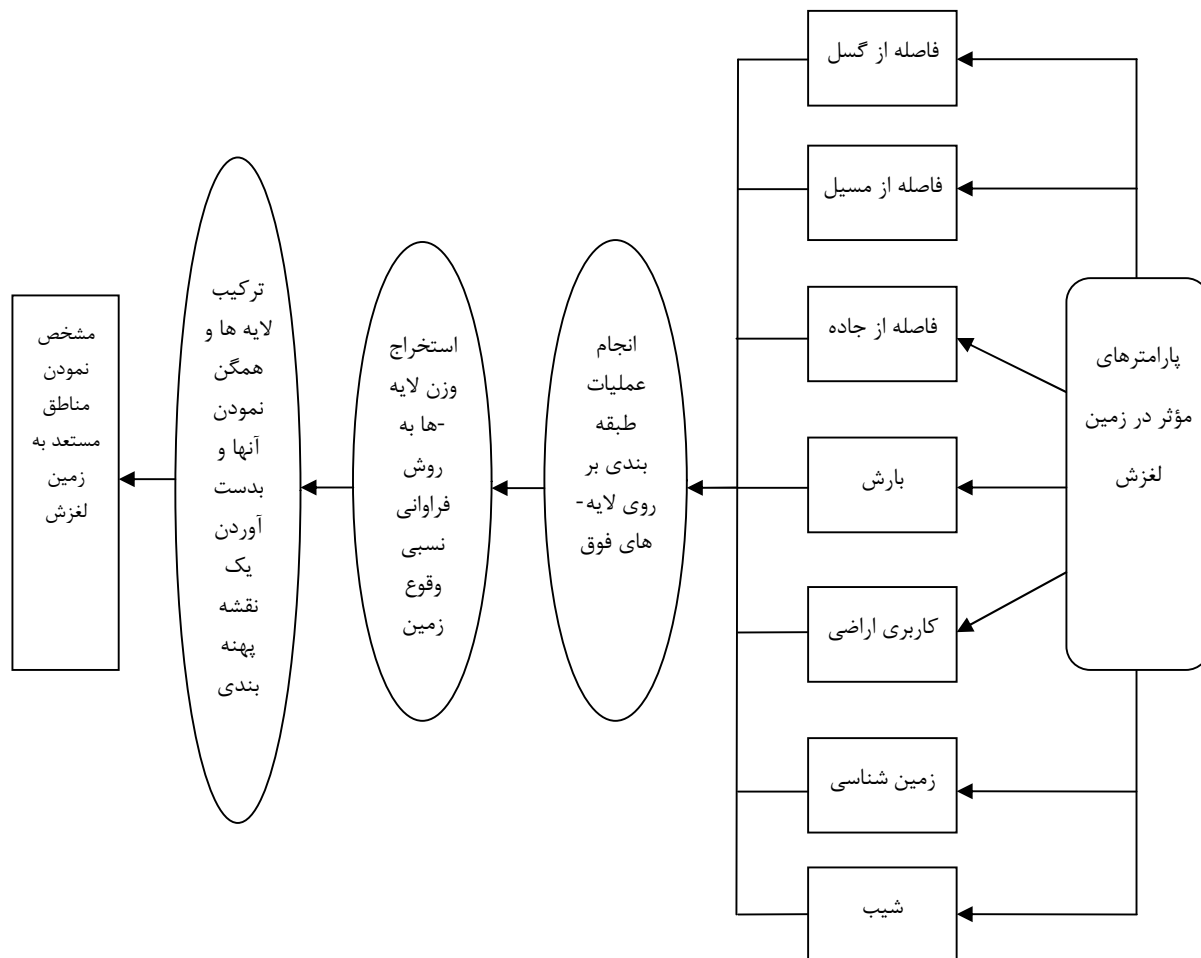 پارامترهای
مؤثر در زمین
لغزش
فاصله از گسل
فاصله از مسیل
فاصله از جاده
بارش
کاربری اراضی
زمین شناسی
شیب
انجام
عملیات
طبقه
بندی بر
روی لایه-
های فوق
استخراج
وزن لایه
-ها به
روش
فراوانی
نسبی
وقوع
زمین
ترکیب
لایه ها و
همگن
نمودن
آنها و
بدست
آوردن
یک
نقشه
پهنه
بندی
مشخص
نمودن
مناطق
مستعد به
زمین
لغزش